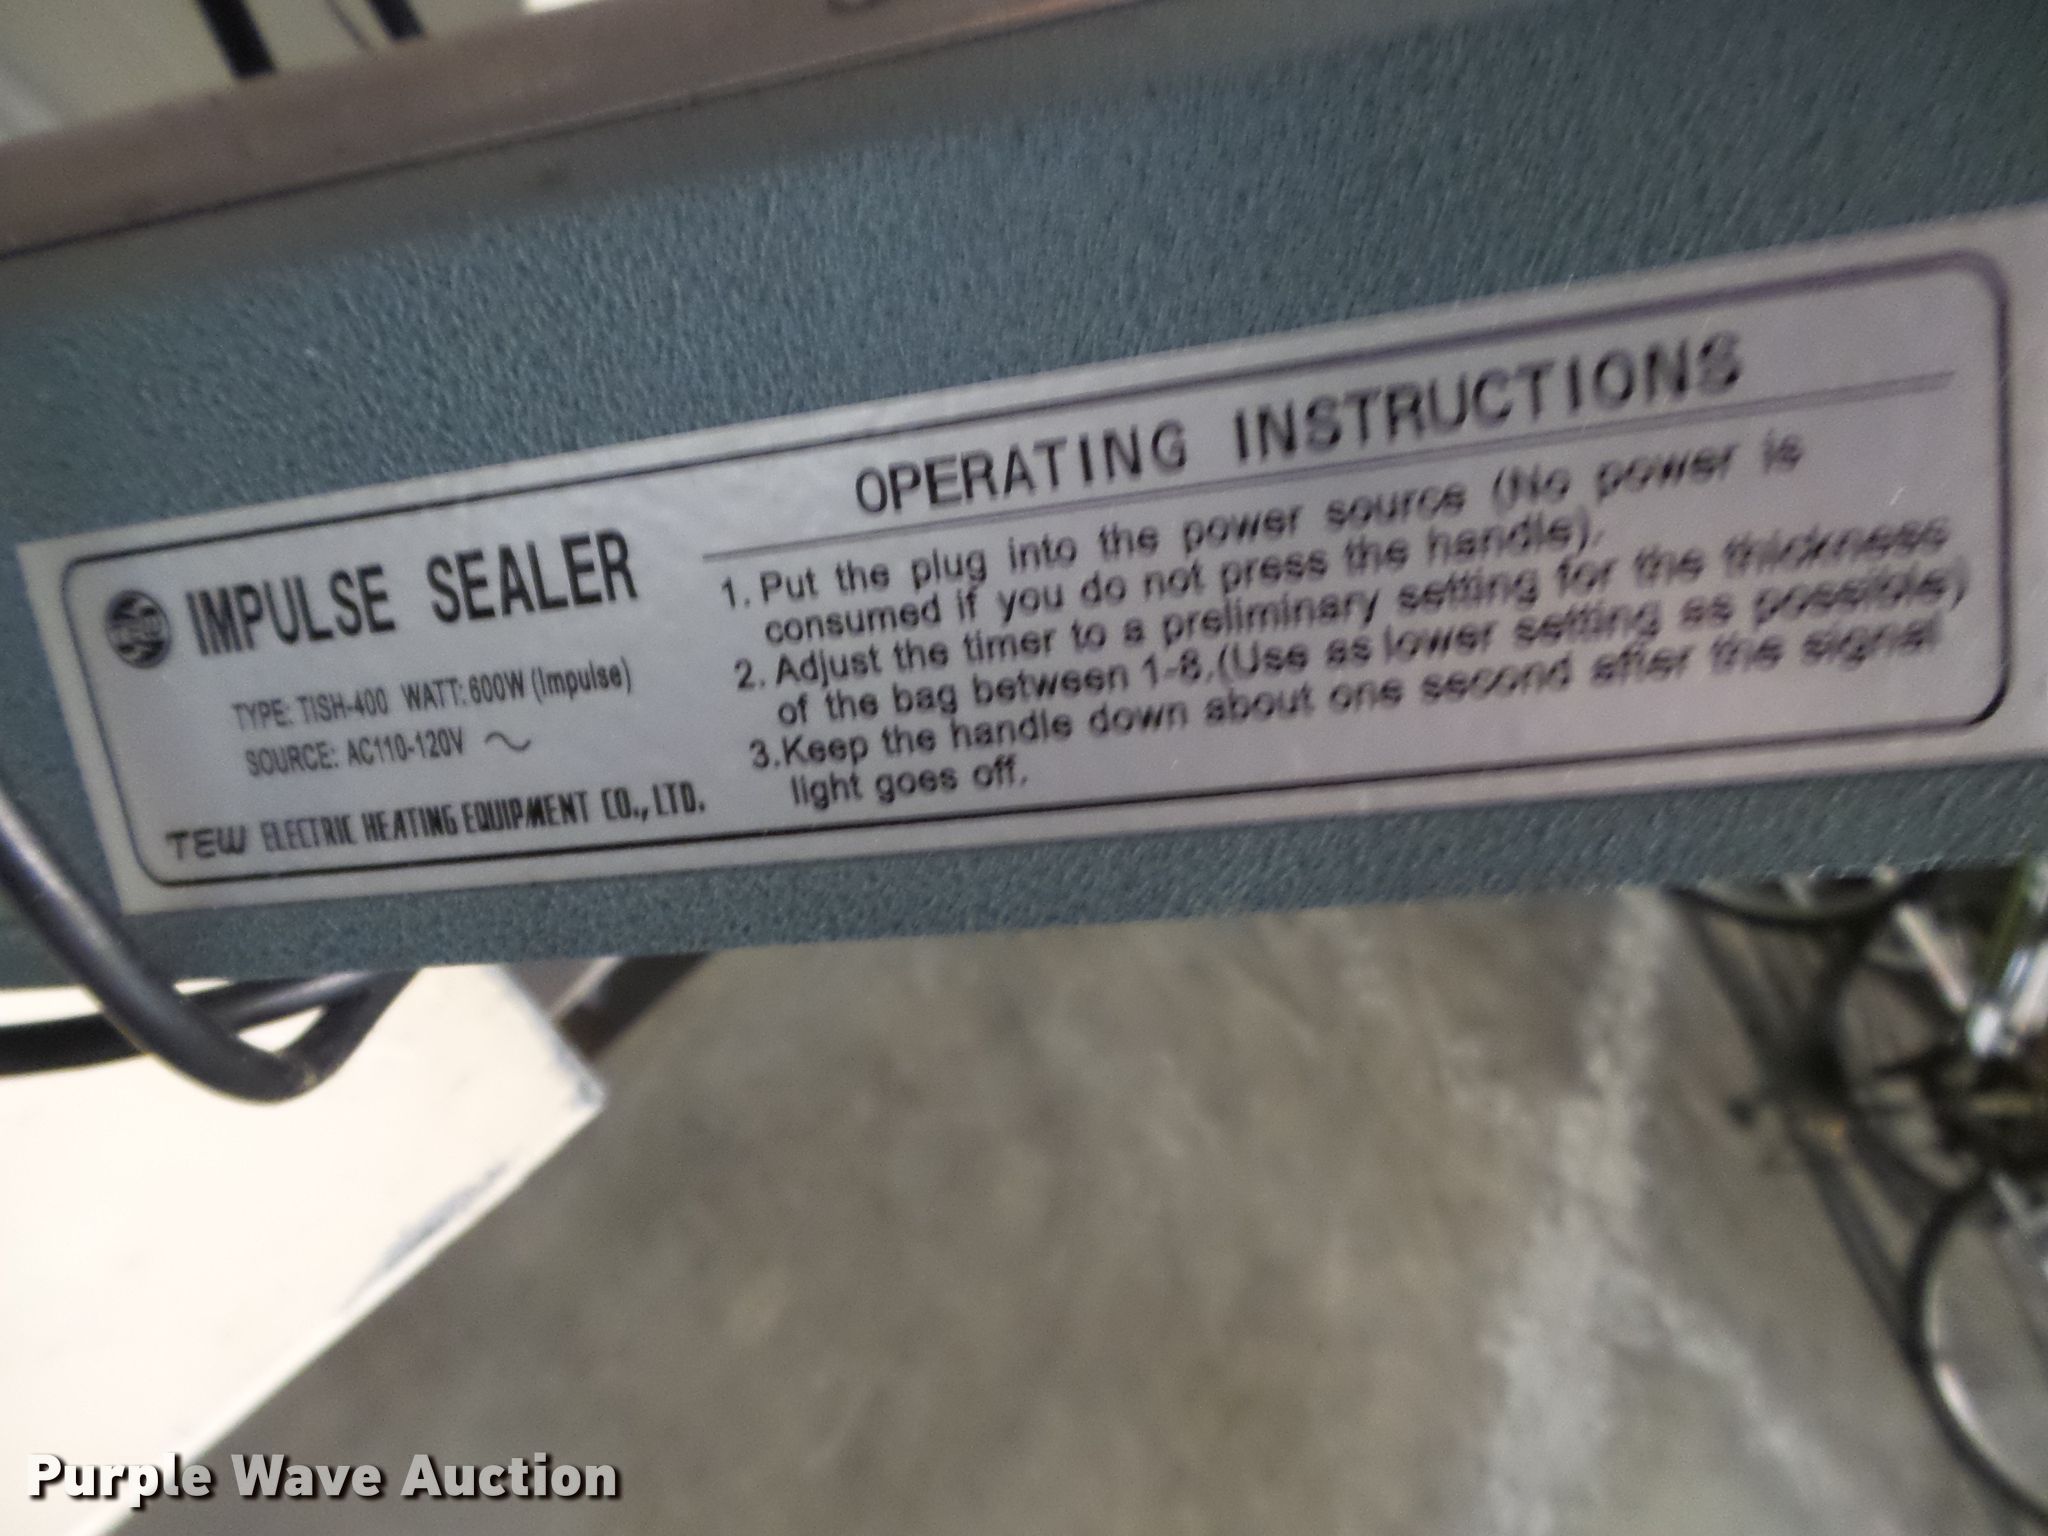 IMPULSE SEALER
TYPE: TISH-400 WATT: 600W (Impulse)
SOURCE: AC110-120V ~
TEW ELECTRIC HEATING EQUIPMENT CO., LTD.
OPERATING INSTRUCTIONS
1. Put the plug into the power source (No power is
consumed if you do not press the handle).
2. Adjust the timer to a preliminary setting for the thickness
of the bag between 1-8.(Use as lower setting as possible)
3.Keep the handle down about one second after the signal
light goes off.
Purple Wave Auction